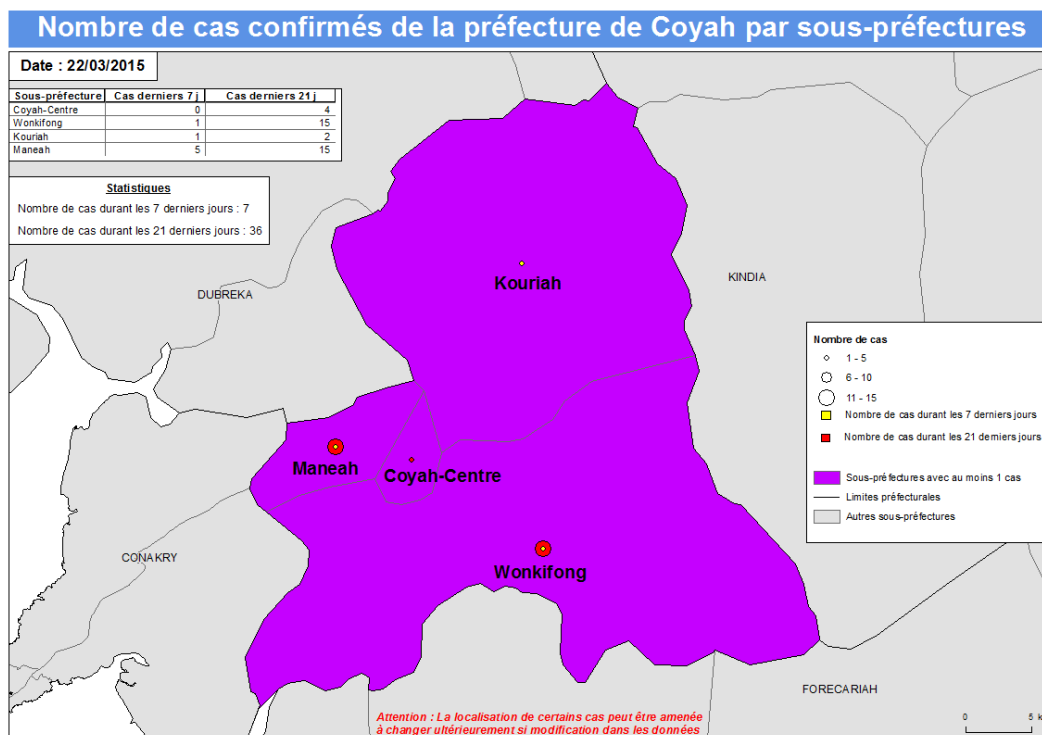 Nombre de cas confirmés de la préfecture de Coyah par sous-préfectures
Date : 22/03/2015
Sous-préfecture Cas derniers 7 j Cas derniers 21 j
Coyah-Centre 0 4
Wonkifong 1 15
Kouriah 1 2
Maneah 5 15
Statistiques
Nombre de cas durant les 7 derniers jours : 7
Nombre de cas durant les 21 derniers jours : 36
Kouriah
KINDIA
DUBREKA
Nombre de cas
1 - 5
6 - 10
11 - 15
Nombre de cas durant les 7 derniers jours
Nombre de cas durant les 21 derniers jours
Sous-préfectures avec au moins 1 cas
Limites préfecturales
Autres sous-préfectures
Maneah
Coyah-Centre
CONAKRY
Wonkifong
FORECARIAH
Attention : La localisation de certains cas peut être amenée
à changer ultérieurement si modification dans les données
0 5 k